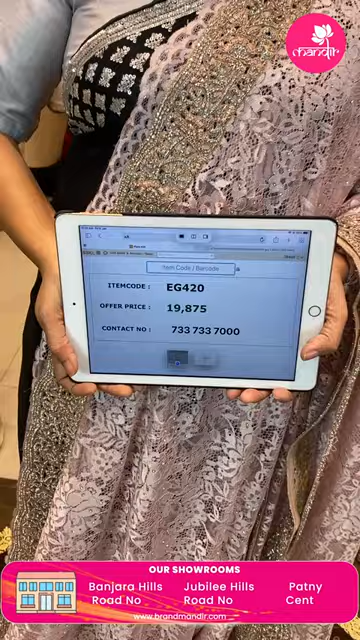 mandir
Item Code / Barcode
ITEMCODE : EG420
OFFER PRICE : 19,875
CONTACT NO : 733 733 7000
OUR SHOWROOMS
Banjara Hills Road No
Jubilee Hills Road No
Patny Cent
www.brandmandir.com